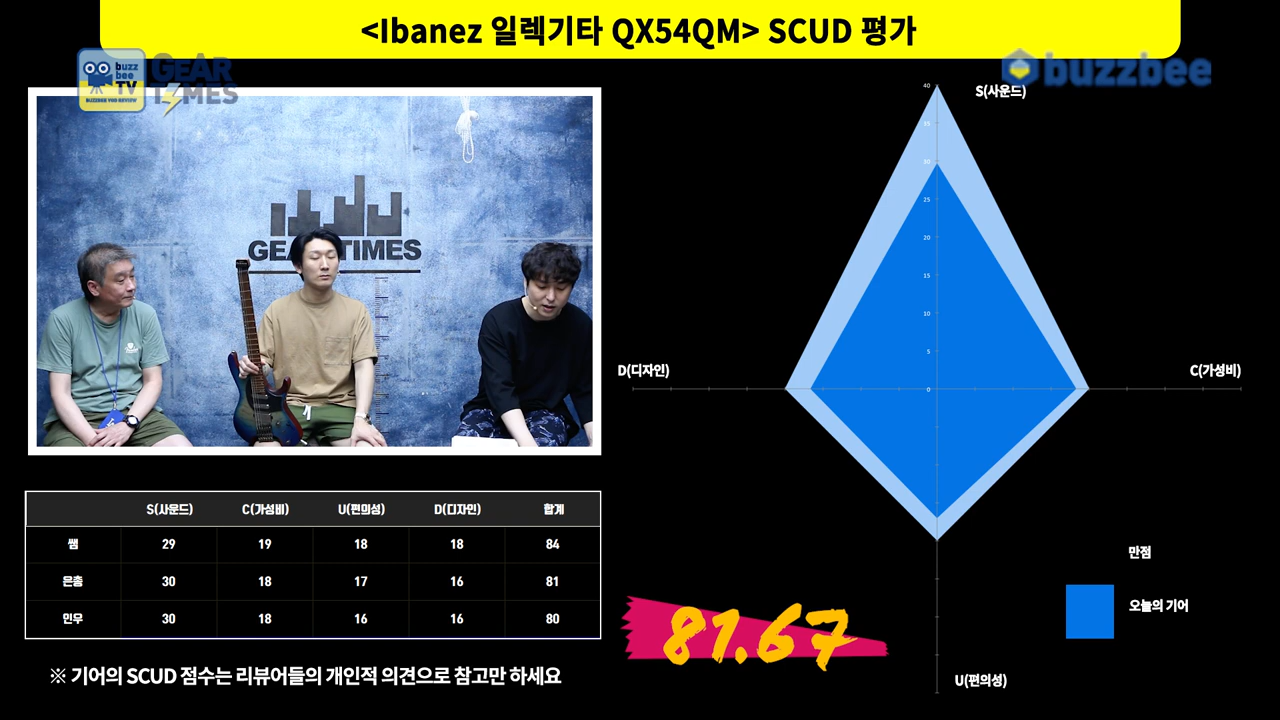 <Ibanez 일렉기타 QX54QM> SCUD 평가
buzz
bee
TV
BUZZBEE VOD REVIEW
GEAR
TIMES
buzzbee
GEAR TIMES
S(사운드)
40
35
30
25
20
15
10
5
0
D(디자인)
C(가성비)
U(편의성)
만점
오늘의 기어
S(사운드) C(가성비) U(편의성) D(디자인) 합계
쌤 29 19 18 18 84
은총 30 18 17 16 81
민우 30 18 16 16 80
81.67
※ 기어의 SCUD 점수는 리뷰어들의 개인적 의견으로 참고만 하세요